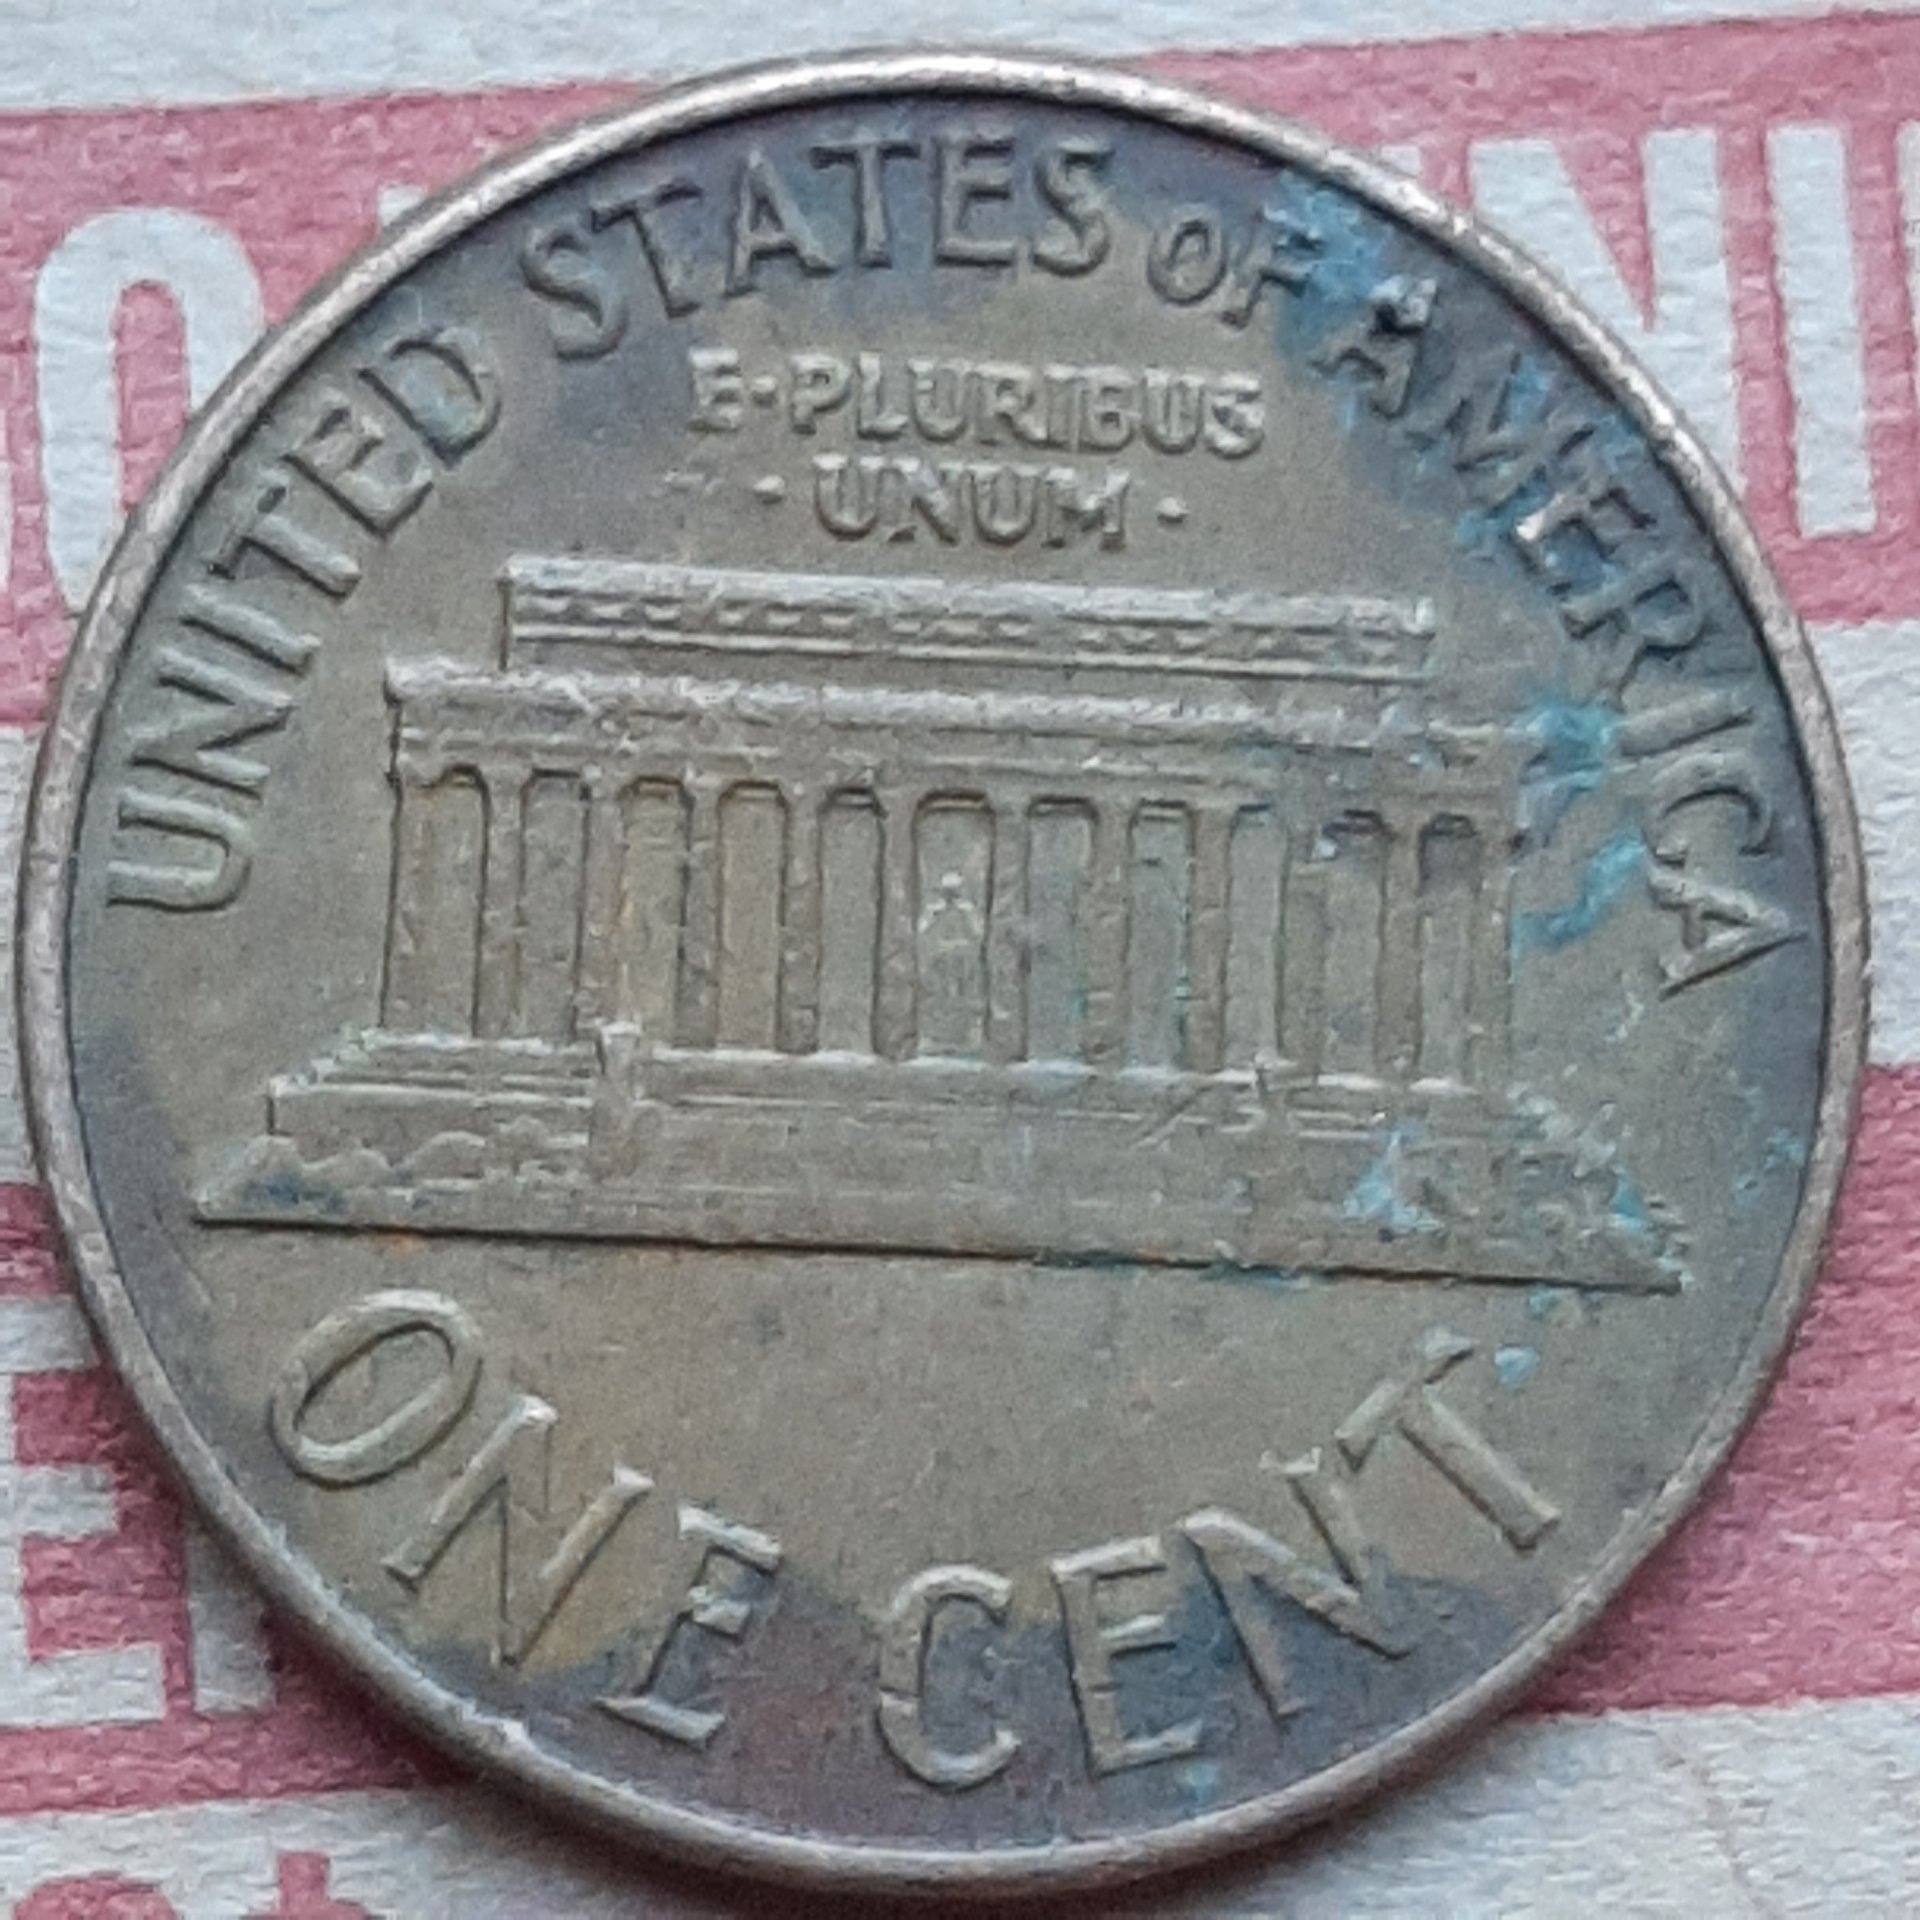 UNITED STATES OF AMERICA
E·PLURIBUS
· UNUM ·
ONE CENT